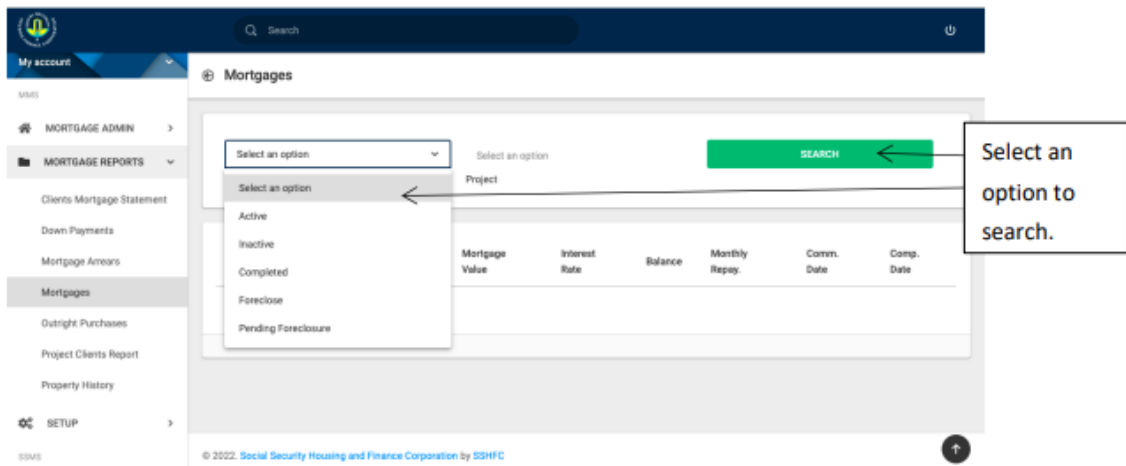 Search
My account
Mortgages
MMS
MORTGAGE ADMIN
MORTGAGE REPORTS
Clients Mortgage Statement
Down Payments
Mortgage Arrears
Mortgages
Outright Purchases
Project Clients Report
Property History
SETUP
SSMS
Select an option
Select an option
Project
SEARCH
Select an option
Active
Inactive
Completed
Foreclose
Pending Foreclosure
Mortgage Value
Interest Rate
Balance
Monthly Repay.
Comm. Date
Comp. Date
Select an
option to
search.
© 2022. Social Security Housing and Finance Corporation by SSHFC